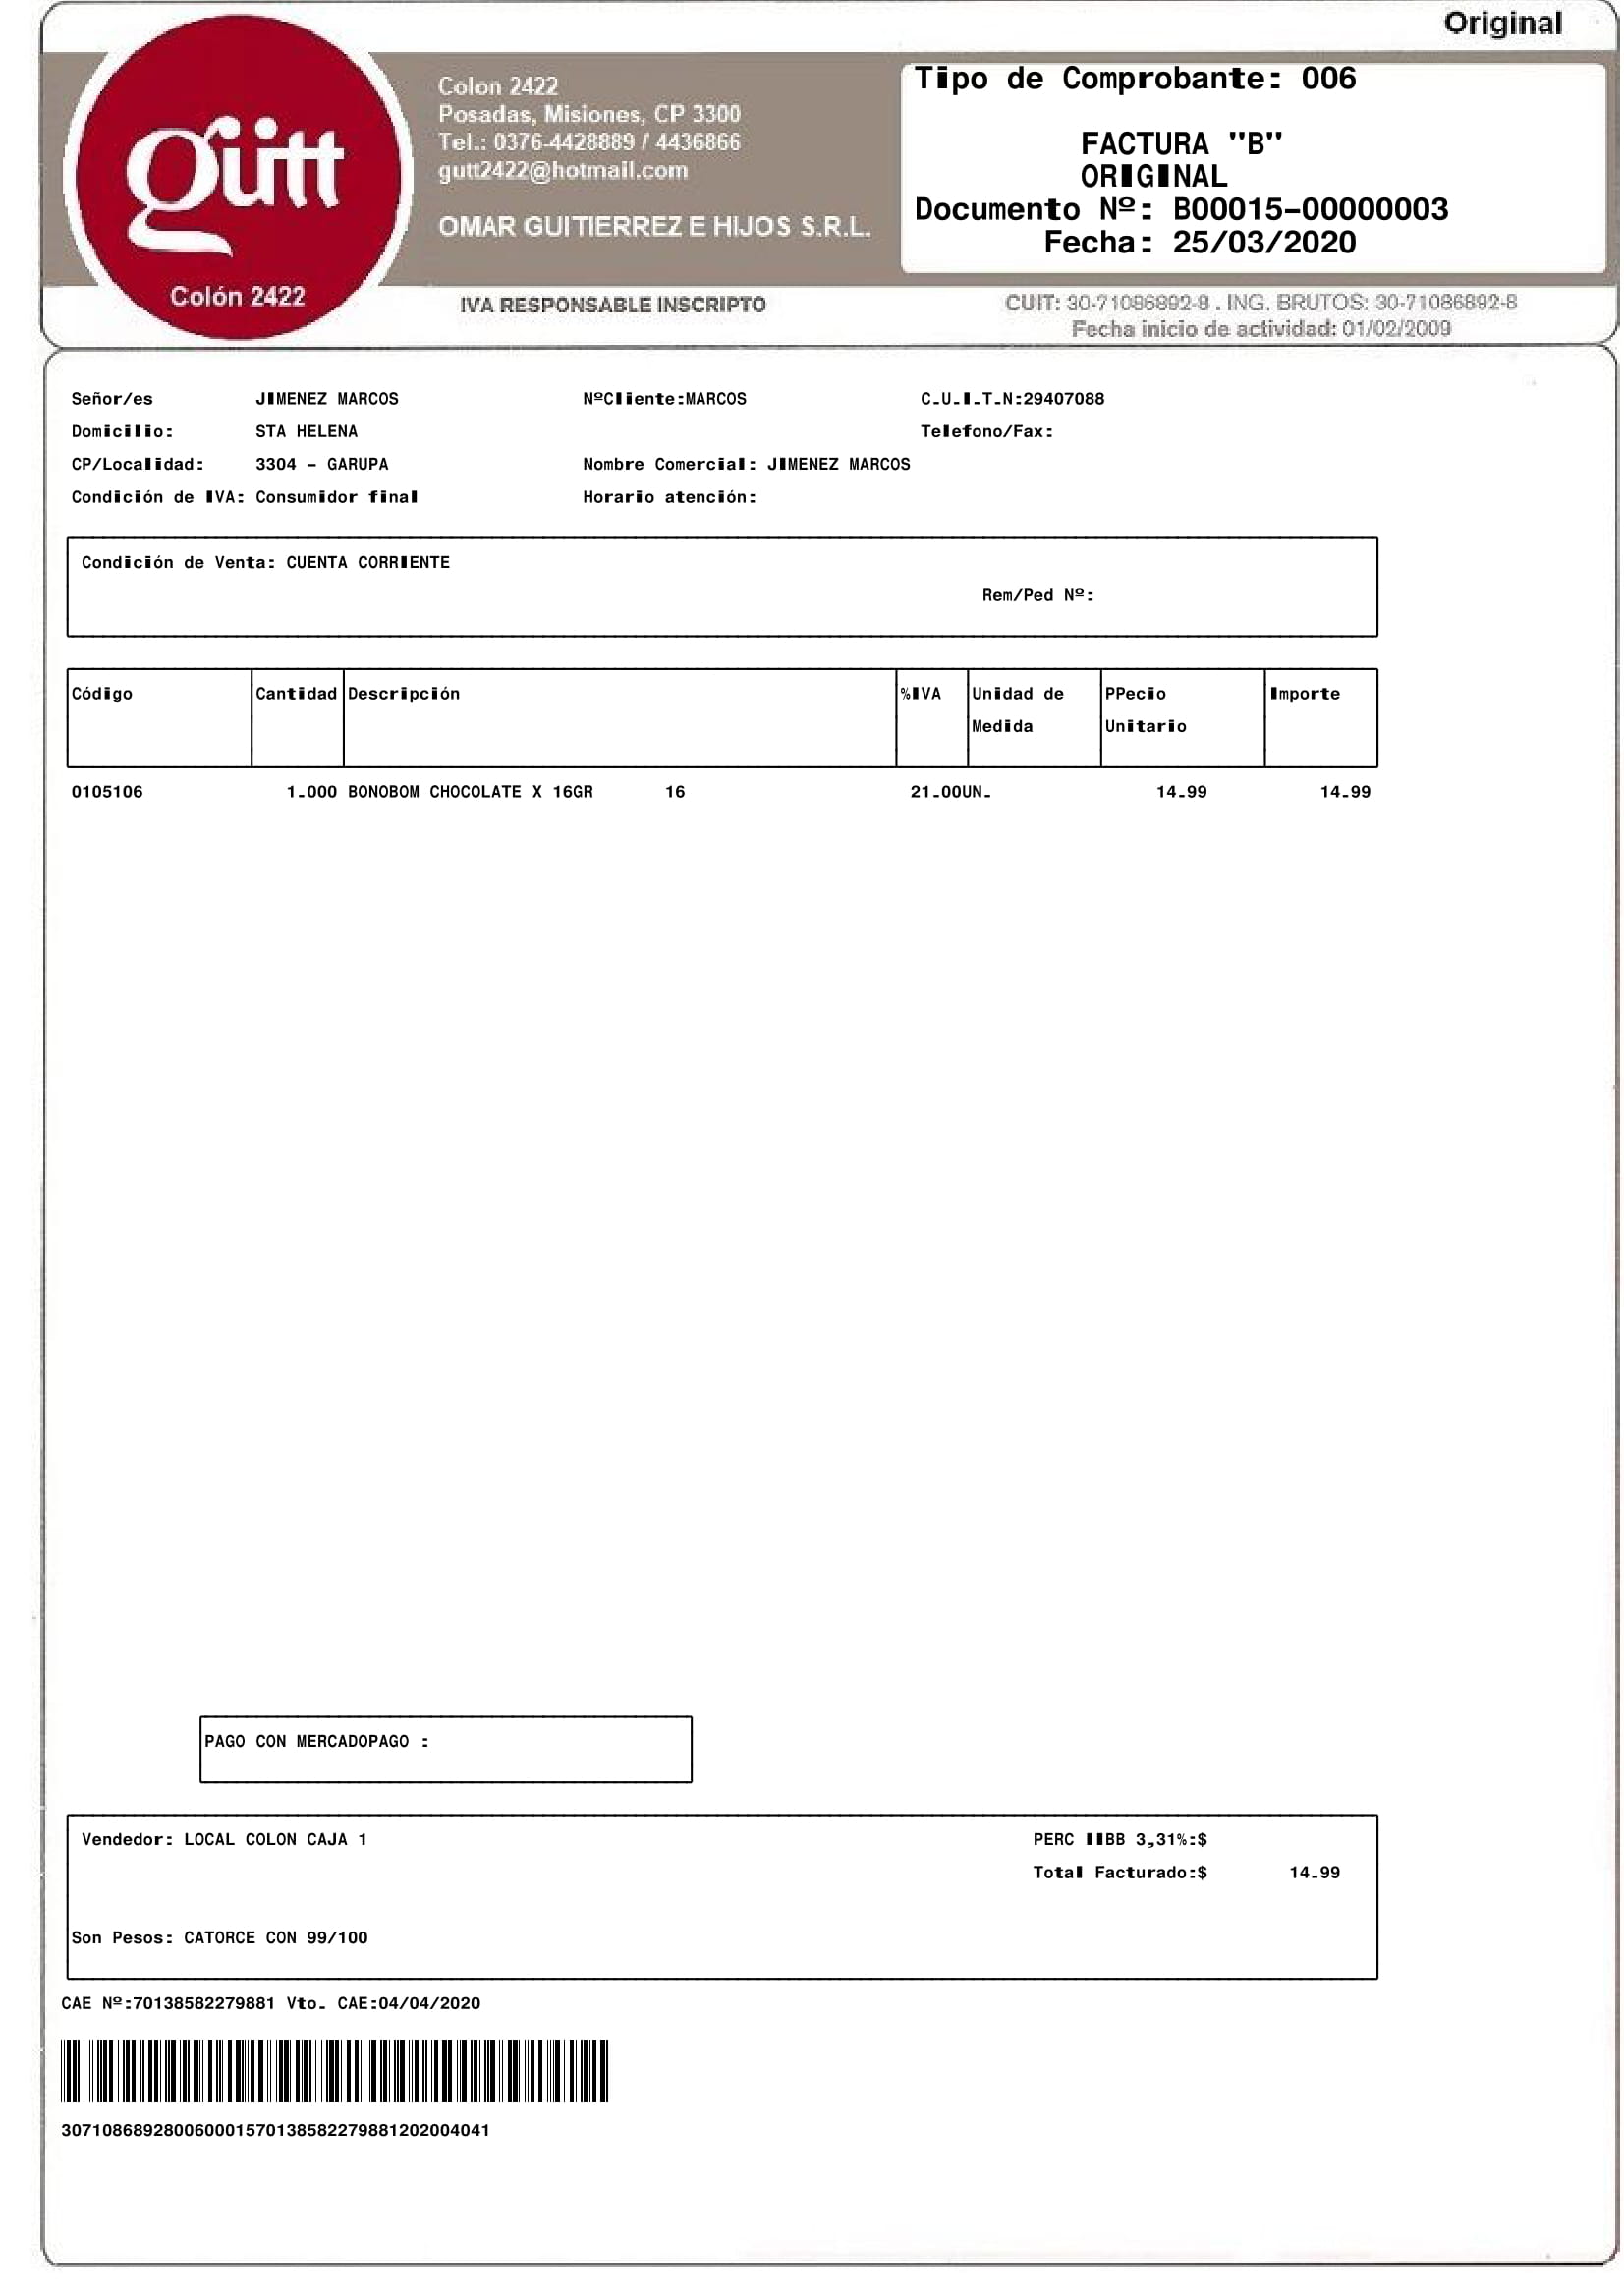 Original
gütt
Colón 2422
Colon 2422
Posadas, Misiones, CP 3300
Tel.: 0376-4428889 / 4436866
gutt2422@hotmail.com
OMAR GUITIERREZ E HIJOS S.R.L.
Tipo de Comprobante: 006
FACTURA "B"
ORIGINAL
Documento Nº: B00015-00000003
Fecha: 25/03/2020
IVA RESPONSABLE INSCRIPTO
CUIT: 30-71086892-8 . ING. BRUTOS: 30-71086892-8
Fecha inicio de actividad: 01/02/2009
Señor/es JIMENEZ MARCOS NºCliente:MARCOS C.U.I.T.N:29407088
Domicilio: STA HELENA Telefono/Fax:
CP/Localidad: 3304 - GARUPA Nombre Comercial: JIMENEZ MARCOS
Condición de IVA: Consumidor final Horario atención:
Condición de Venta: CUENTA CORRIENTE
Rem/Ped Nº:
Código Cantidad Descripción %IVA Unidad de PPecio Importe
Medida Unitario
0105106 1.000 BONOBOM CHOCOLATE X 16GR 16 21.00UN. 14.99 14.99
PAGO CON MERCADOPAGO :
Vendedor: LOCAL COLON CAJA 1 PERC IIBB 3,31%:$
Total Facturado:$ 14.99
Son Pesos: CATORCE CON 99/100
CAE Nº:70138582279881 Vto. CAE:04/04/2020
307108689280060001570138582279881202004041